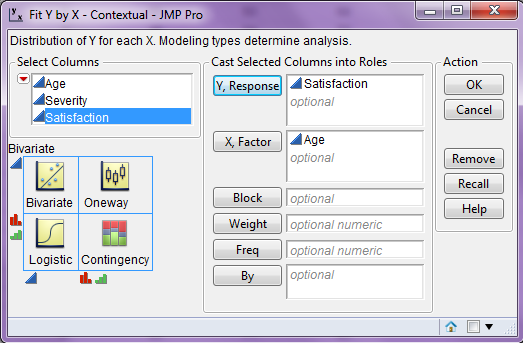 Fit Y by X - Contextual - JMP Pro
Distribution of Y for each X. Modeling types determine analysis.
Select Columns
Age
Severity
Satisfaction
Bivariate
Bivariate Oneway
Logistic Contingency
Cast Selected Columns into Roles
Y, Response Satisfaction
optional
X, Factor Age
optional
Block optional
Weight optional numeric
Freq optional numeric
By optional
Action
OK
Cancel
Remove
Recall
Help